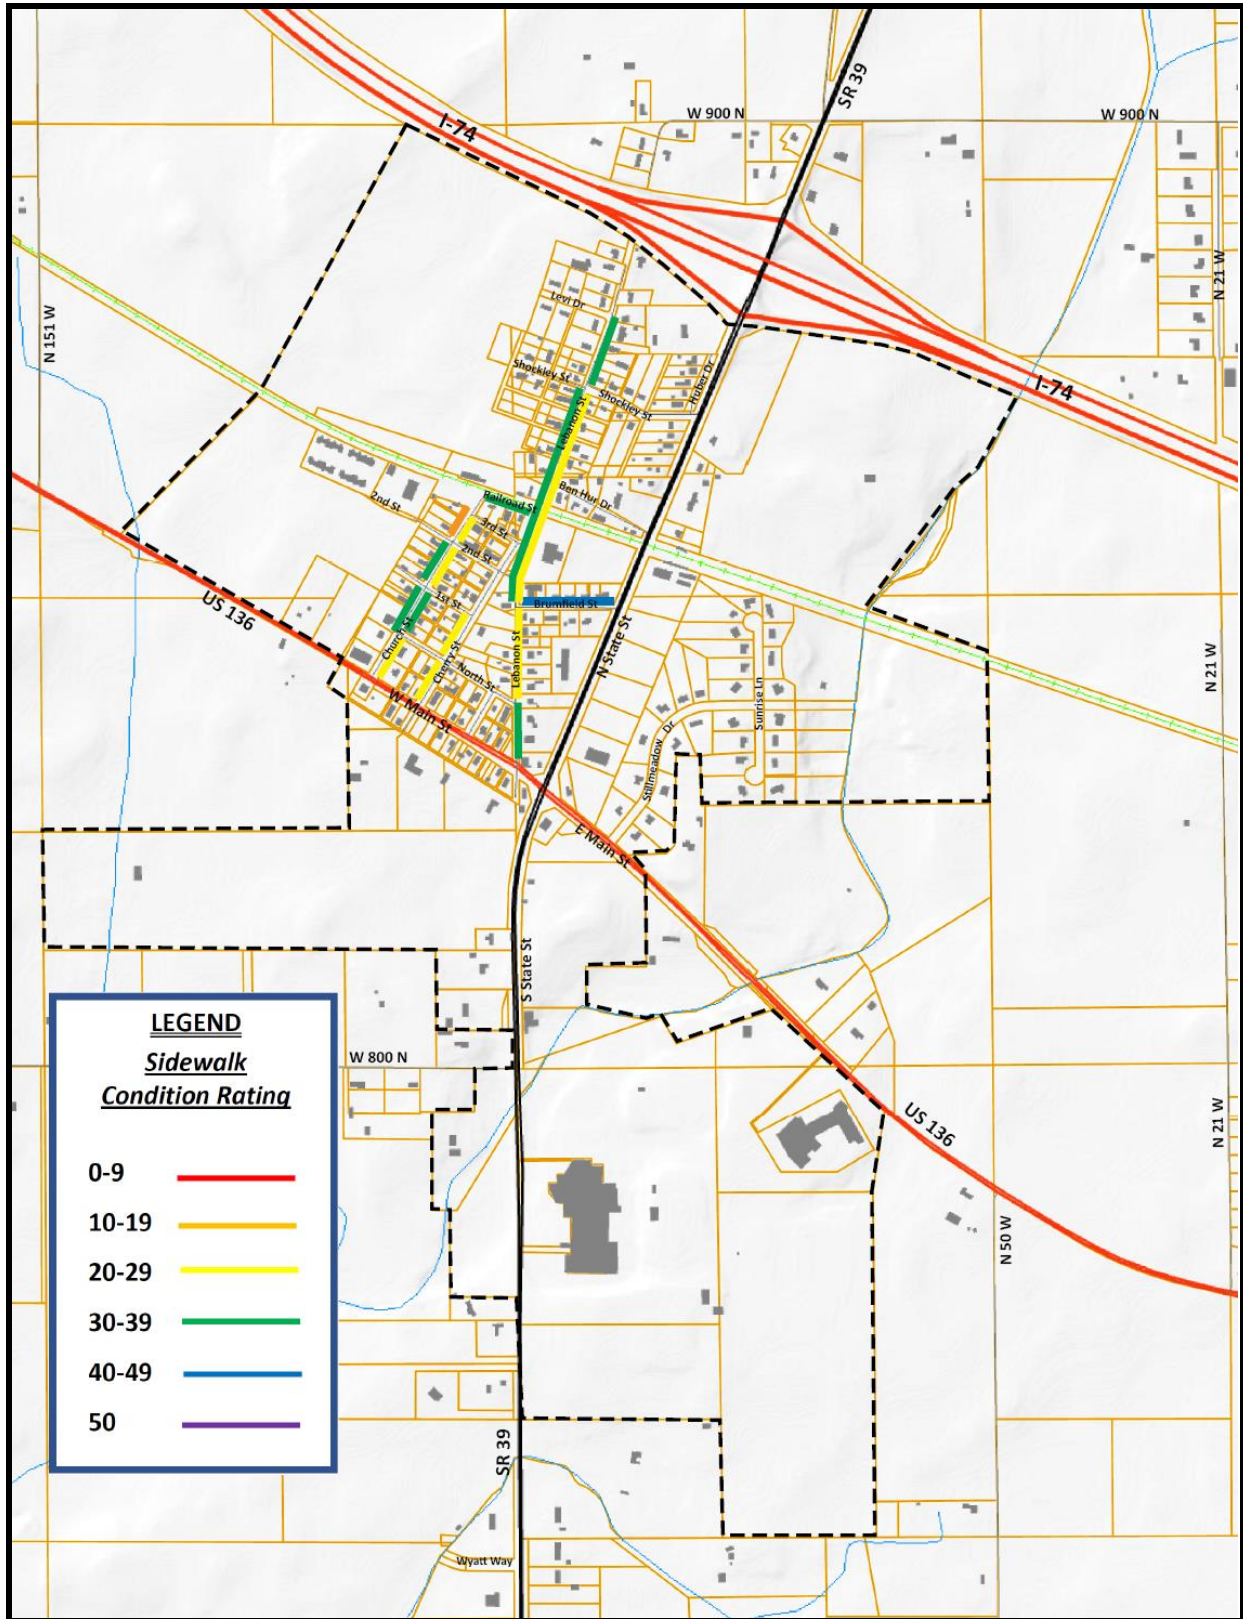 SR 39
W 900 N
W 900 N
I-74
N 21 W
Levi Dr
N 151 W
Shockley St
Huber Dr
I-74
Shockley St
Lebanon St
2nd St
Railroad St
Ben Hur Dr
3rd St
2nd St
US 136
1st St
Brumfield St
Church St
Cherry St
North St
Lebanon St
N State St
N 21 W
W Main St
Sunrise Ln
Stillmeadow Dr
E Main St
S State St
LEGEND
Sidewalk
Condition Rating
0-9
10-19
20-29
30-39
40-49
50
W 800 N
US 136
N 21 W
N 50 W
SR 39
Wyatt Way